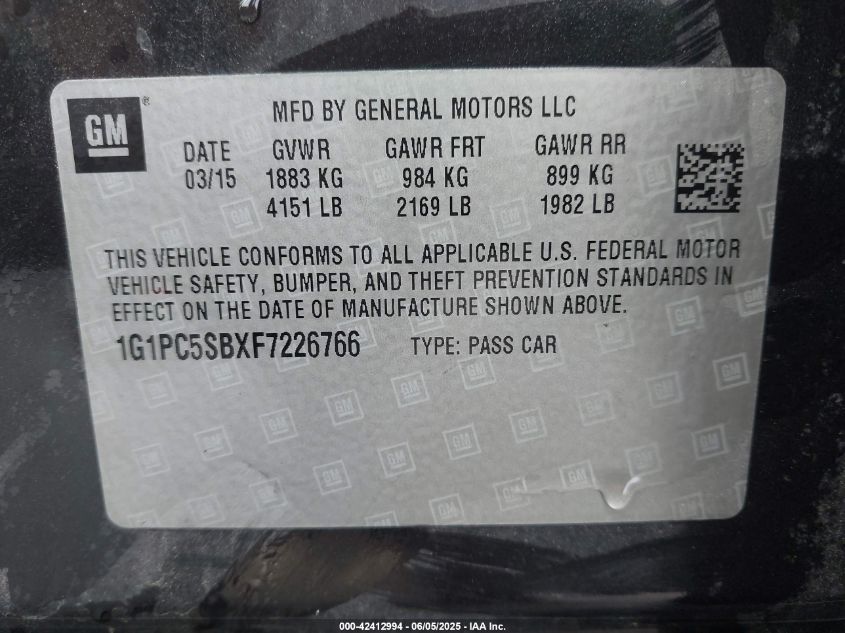 GM ®
MFD BY GENERAL MOTORS LLC
DATE GVWR GAWR FRT GAWR RR
03/15 1883 KG 984 KG 899 KG
4151 LB 2169 LB 1982 LB
THIS VEHICLE CONFORMS TO ALL APPLICABLE U.S. FEDERAL MOTOR
VEHICLE SAFETY, BUMPER, AND THEFT PREVENTION STANDARDS IN
EFFECT ON THE DATE OF MANUFACTURE SHOWN ABOVE.
1G1PC5SBXF7226766 TYPE: PASS CAR
000-42412994 - 06/05/2025 - IAA Inc.